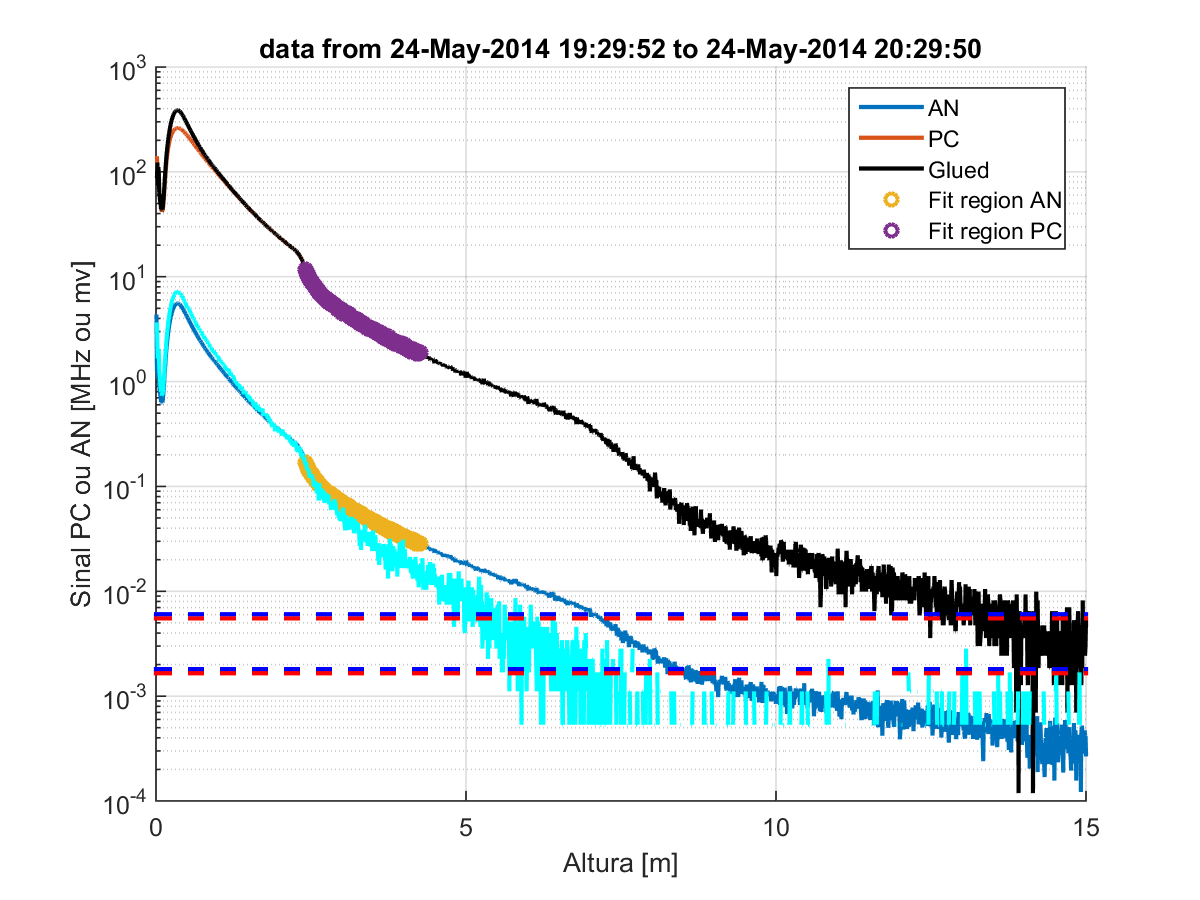 data from 24-May-2014 19:29:52 to 24-May-2014 20:29:50
AN
PC
Glued
Fit region AN
Fit region PC
Sinal PC ou AN [MHz ou mv]
10^3
10^2
10^1
10^0
10^-1
10^-2
10^-3
10^-4
0 5 10 15
Altura [m]